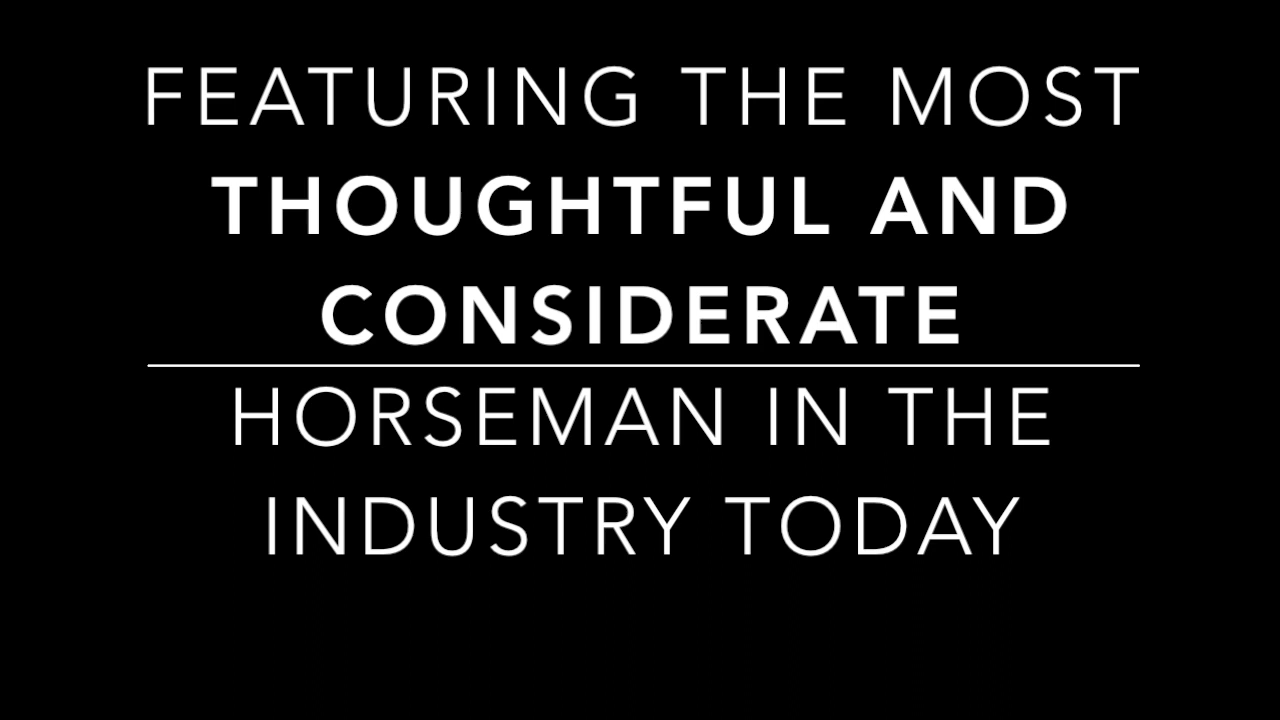 FEATURING THE MOST
THOUGHTFUL AND
CONSIDERATE
HORSEMAN IN THE
INDUSTRY TODAY